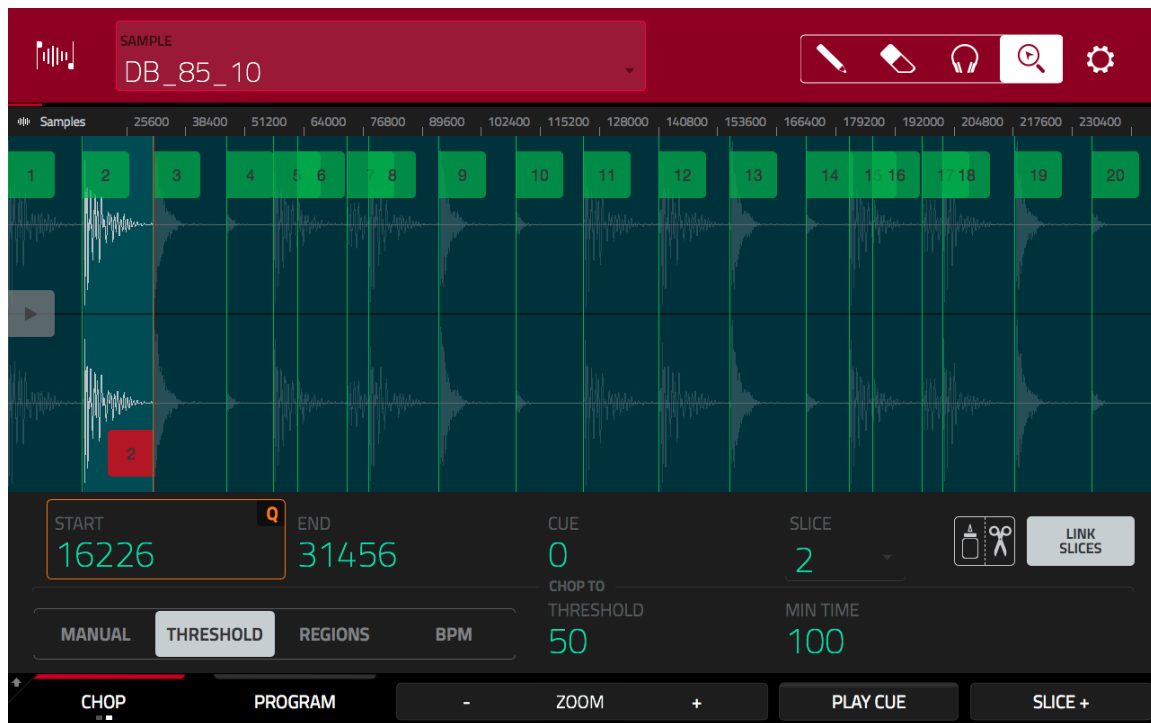 SAMPLE
DB_85_10
Samples 25600 38400 51200 64000 76800 89600 102400 115200 128000 140800 153600 166400 179200 192000 204800 217600 230400
1 2 3 4 5 6 7 8 9 10 11 12 13 14 15 16 17 18 19 20
2
START Q END CUE SLICE
16226 31456 0 2
LINK SLICES
CHOP TO
MANUAL THRESHOLD REGIONS BPM THRESHOLD MIN TIME
50 100
CHOP PROGRAM - ZOOM + PLAY CUE SLICE +